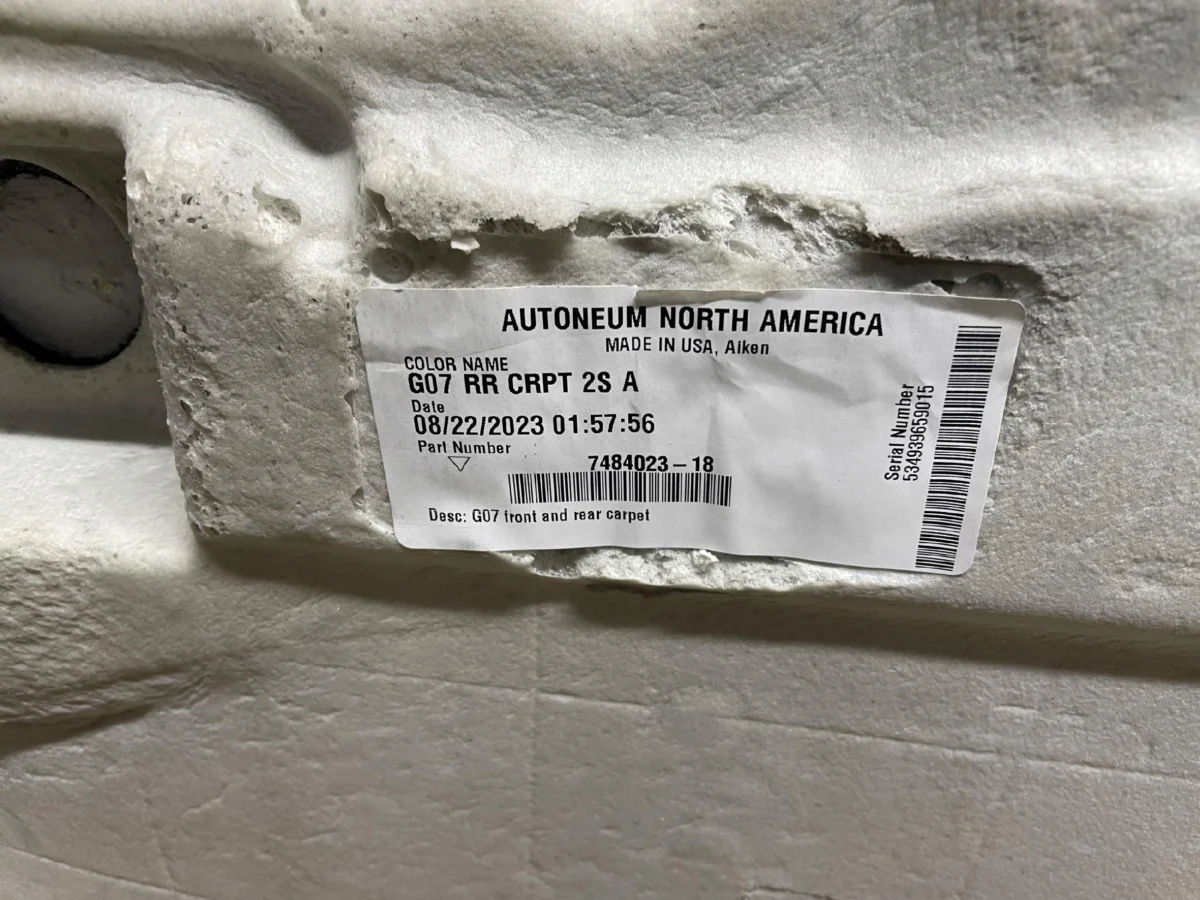 AUTONEUM NORTH AMERICA
MADE IN USA, Aiken
COLOR NAME
G07 RR CRPT 2S A
Date
08/22/2023 01:57:56
Part Number
7484023-18
Desc: G07 front and rear carpet
Serial Number
534939659015